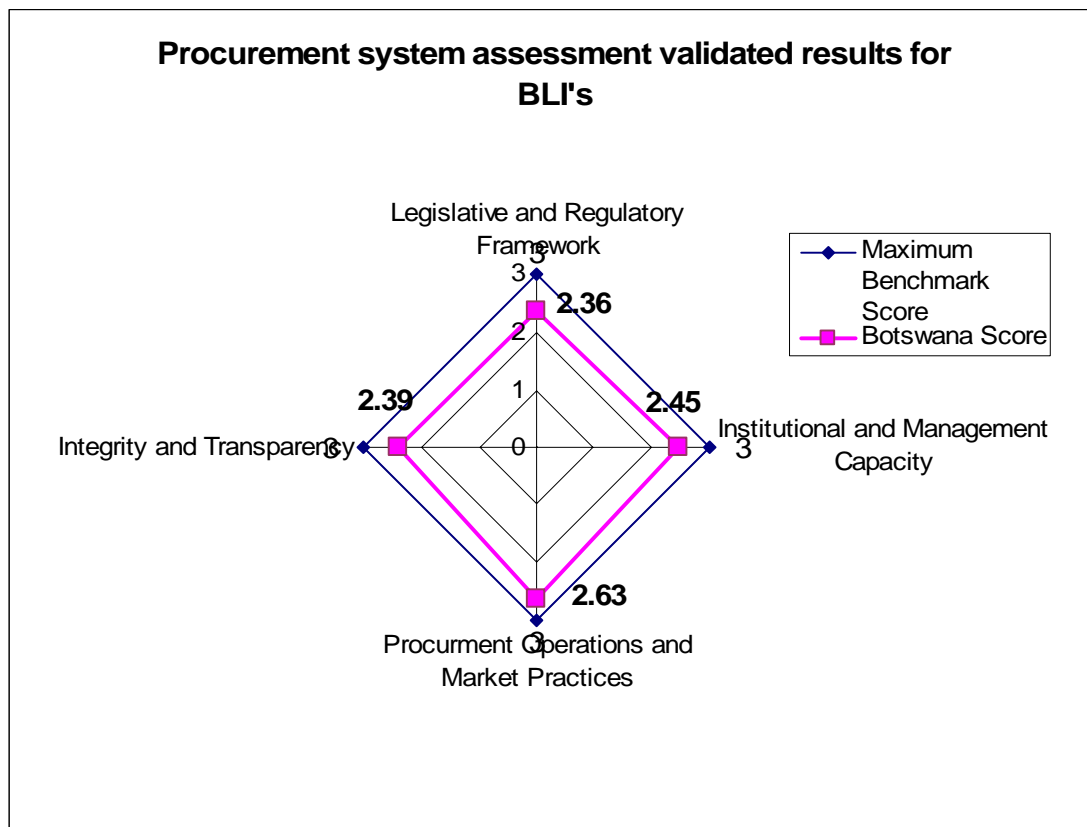 Procurement system assessment validated results for
BLI's
Legislative and Regulatory
Framework
3
3
2.36
2
1
0
2.39
2.45
Integrity and Transparency
3
Institutional and Management
Capacity
3
2.63
Procurment Operations and
3
Market Practices
Maximum
Benchmark
Score
Botswana Score